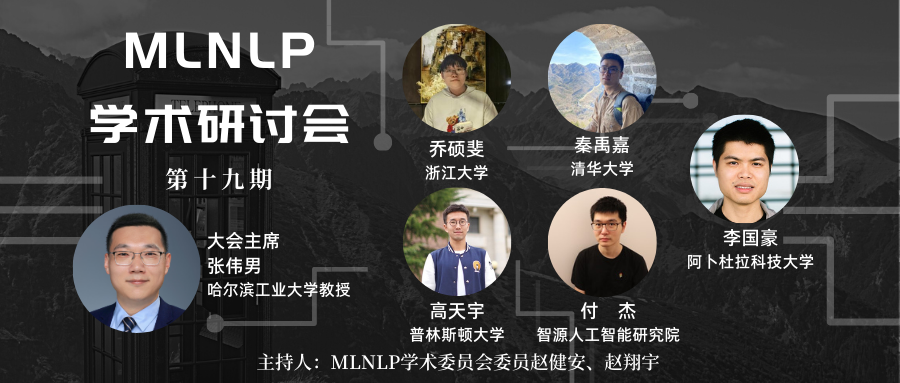 MLNLP
学术研讨会
第十九期
大会主席
张伟男
哈尔滨工业大学教授
乔硕斐
浙江大学
秦禹嘉
清华大学
李国豪
阿卜杜拉科技大学
高天宇
普林斯顿大学
付 杰
智源人工智能研究院
主持人：MLNLP学术委员会委员赵健安、赵翔宇